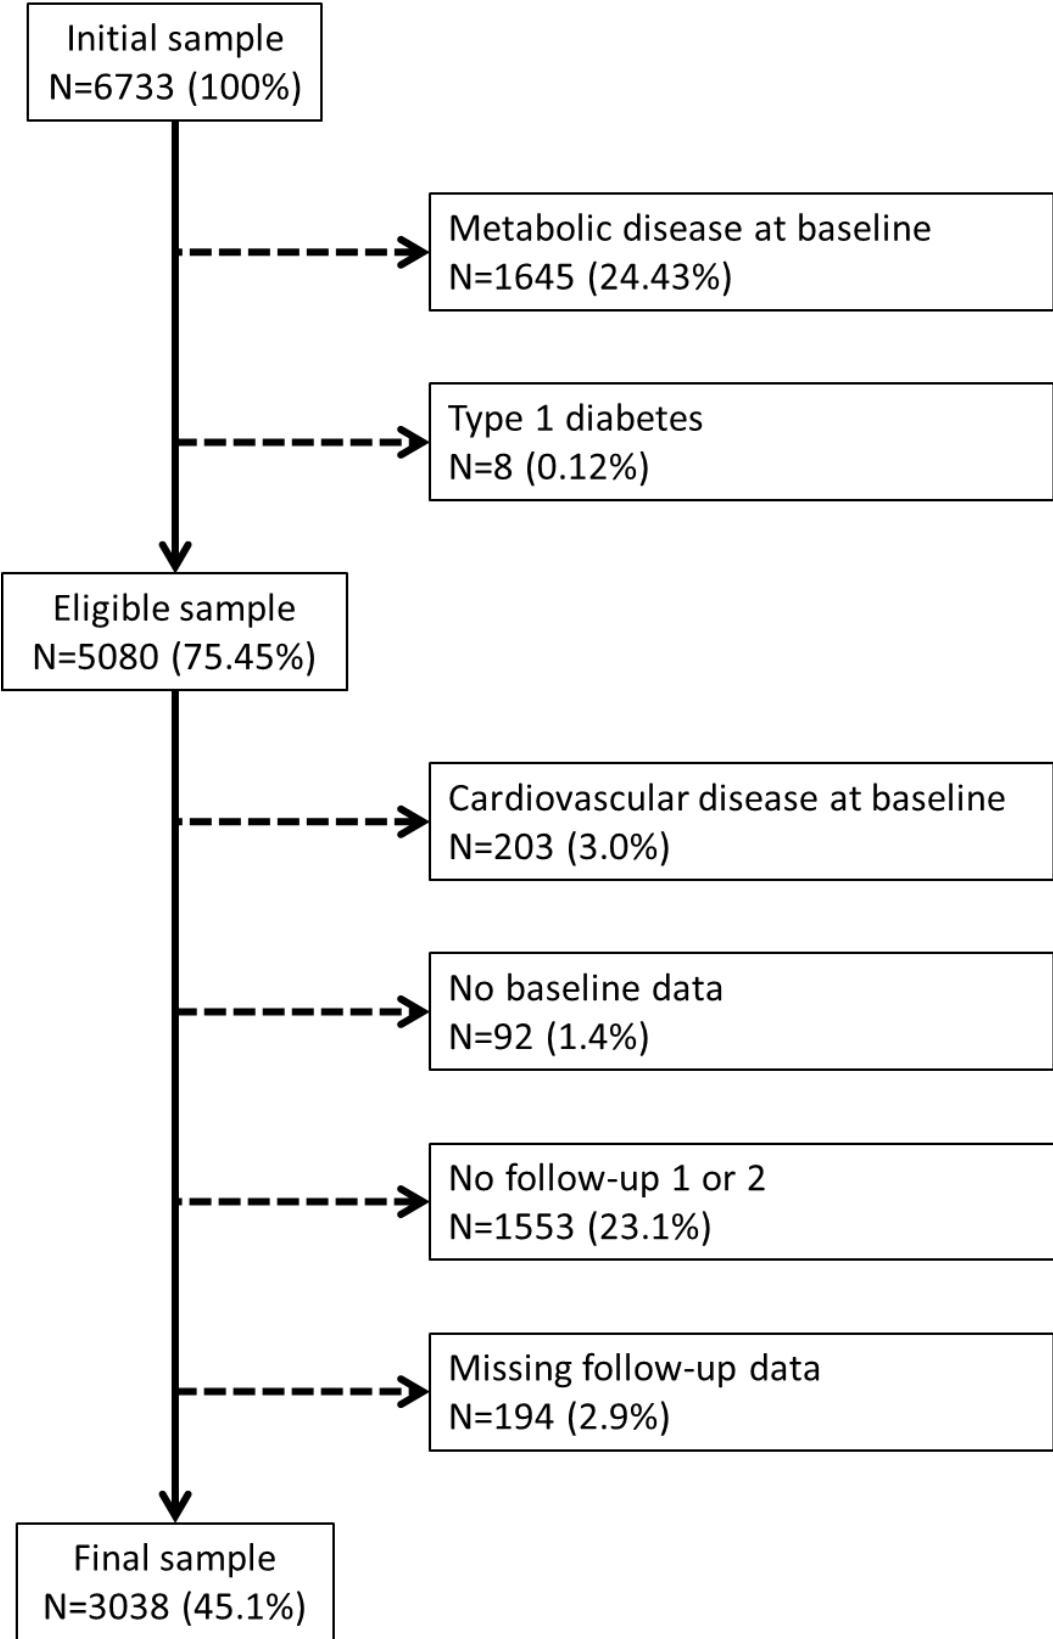 Initial sample
N=6733 (100%)
Metabolic disease at baseline
N=1645 (24.43%)
Type 1 diabetes
N=8 (0.12%)
Eligible sample
N=5080 (75.45%)
Cardiovascular disease at baseline
N=203 (3.0%)
No baseline data
N=92 (1.4%)
No follow-up 1 or 2
N=1553 (23.1%)
Missing follow-up data
N=194 (2.9%)
Final sample
N=3038 (45.1%)